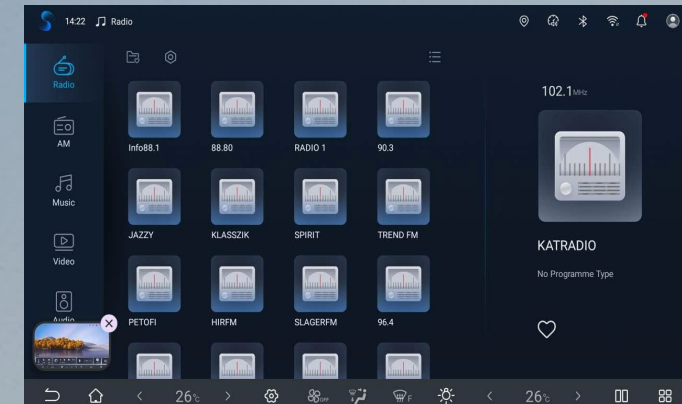 14:22 Radio
102.1MHz
Radio
Info88.1
88.80
RADIO 1
90.3
AM
Music
JAZZY
KLASSZIK
SPIRIT
TREND FM
KATRADIO
Video
No Programme Type
Audio
PETOFI
HIRFM
SLAGERFM
96.4
26°C
OFF
F
26°C